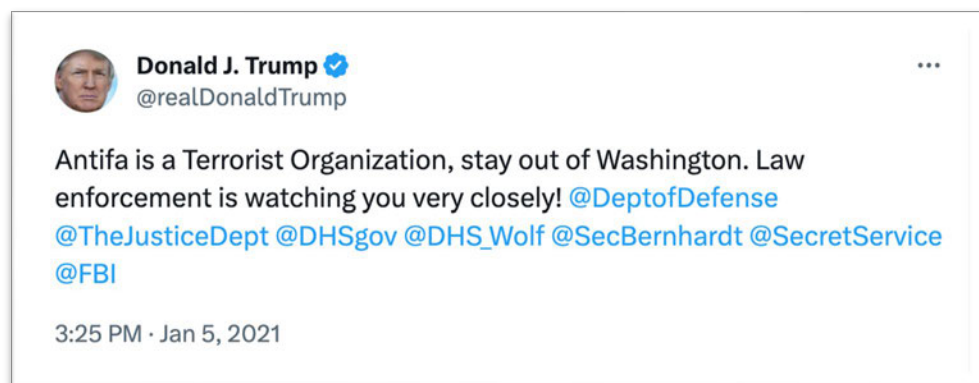 Donald J. Trump
@realDonaldTrump
Antifa is a Terrorist Organization, stay out of Washington. Law
enforcement is watching you very closely! @DeptofDefense
@TheJusticeDept @DHSgov @DHS_Wolf @SecBernhardt @SecretService
@FBI
3:25 PM · Jan 5, 2021